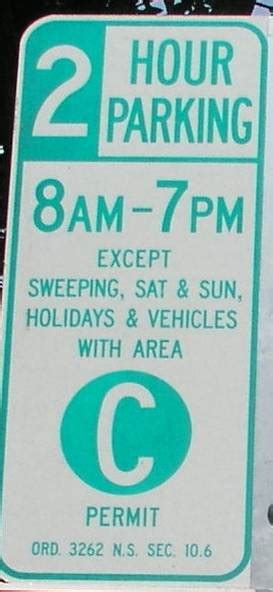 2 HOUR
PARKING
8AM-7PM
EXCEPT
SWEEPING, SAT & SUN,
HOLIDAYS & VEHICLES
WITH AREA
C
PERMIT
ORD. 3262 N.S. SEC. 10.6